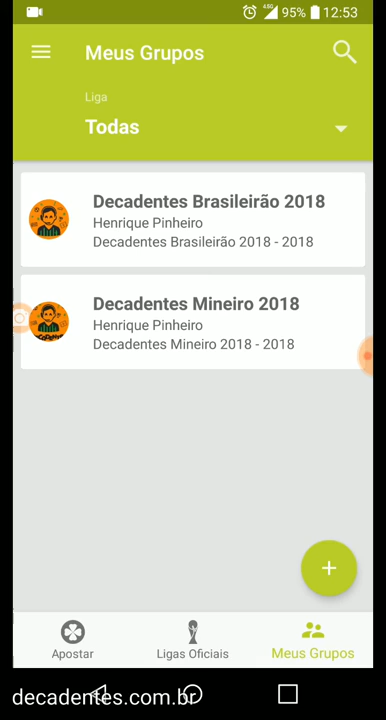 95% 12:53
Meus Grupos
Liga
Todas
Decadentes Brasileirão 2018
Henrique Pinheiro
Decadentes Brasileirão 2018 - 2018
Decadentes Mineiro 2018
Henrique Pinheiro
Decadentes Mineiro 2018 - 2018
Apostar
Ligas Oficiais
Meus Grupos
decadentes.com.br